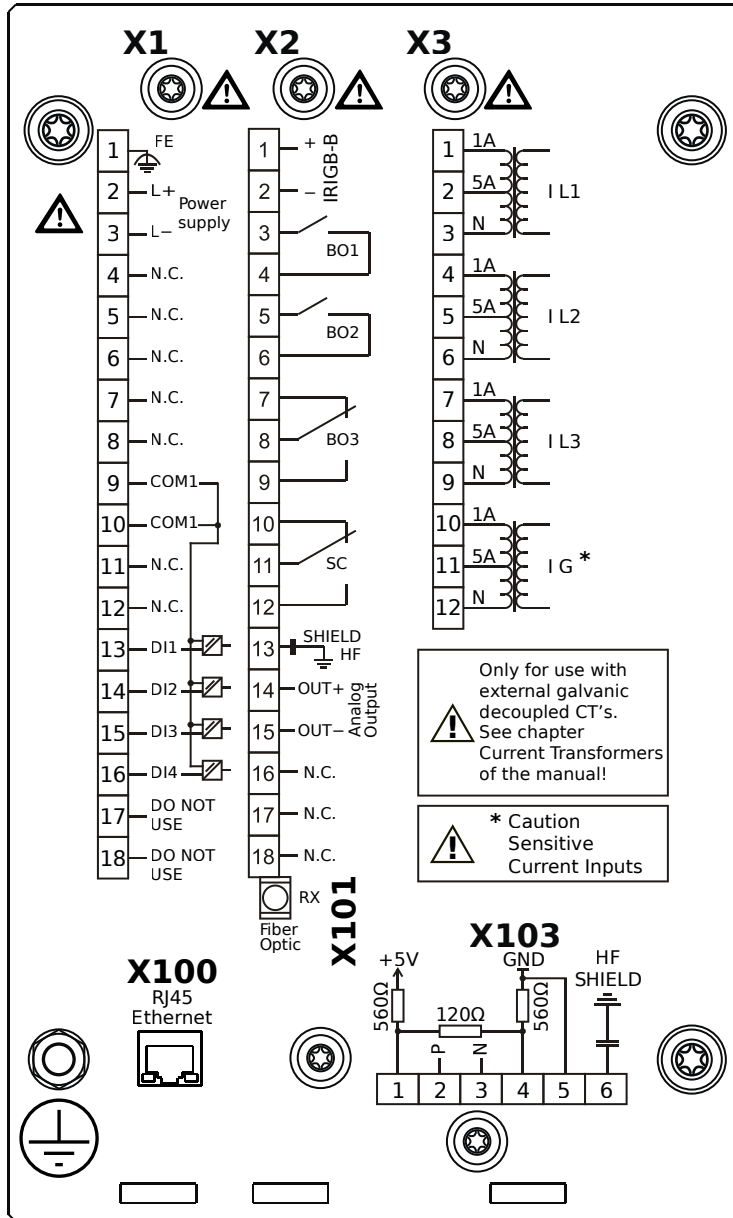 X1
1 FE
2 L+ Power
3 L− supply
4 N.C.
5 N.C.
6 N.C.
7 N.C.
8 N.C.
9 COM1
10 COM1
11 N.C.
12 N.C.
13 DI1
14 DI2
15 DI3
16 DI4
17 DO NOT
USE
18 DO NOT
USE
X2
1 +
IRIGB-B
2 −
3
BO1
4
5
BO2
6
7
8 BO3
9
10
11 SC
12
13 SHIELD
HF
14 OUT+
15 OUT−
Analog
Output
16 N.C.
17 N.C.
18 N.C.
X3
1 1A
2 5A I L1
3 N
4 1A
5 5A I L2
6 N
7 1A
8 5A I L3
9 N
10 1A
11 5A I G *
12 N
!
!
!
!
! Only for use with
external galvanic
decoupled CT's.
See chapter
Current Transformers
of the manual!
! * Caution
Sensitive
Current Inputs
RX
Fiber
Optic
X101
X100
RJ45
Ethernet
X103
+5V GND HF
SHIELD
560Ω 120Ω 560Ω
P N
1 2 3 4 5 6